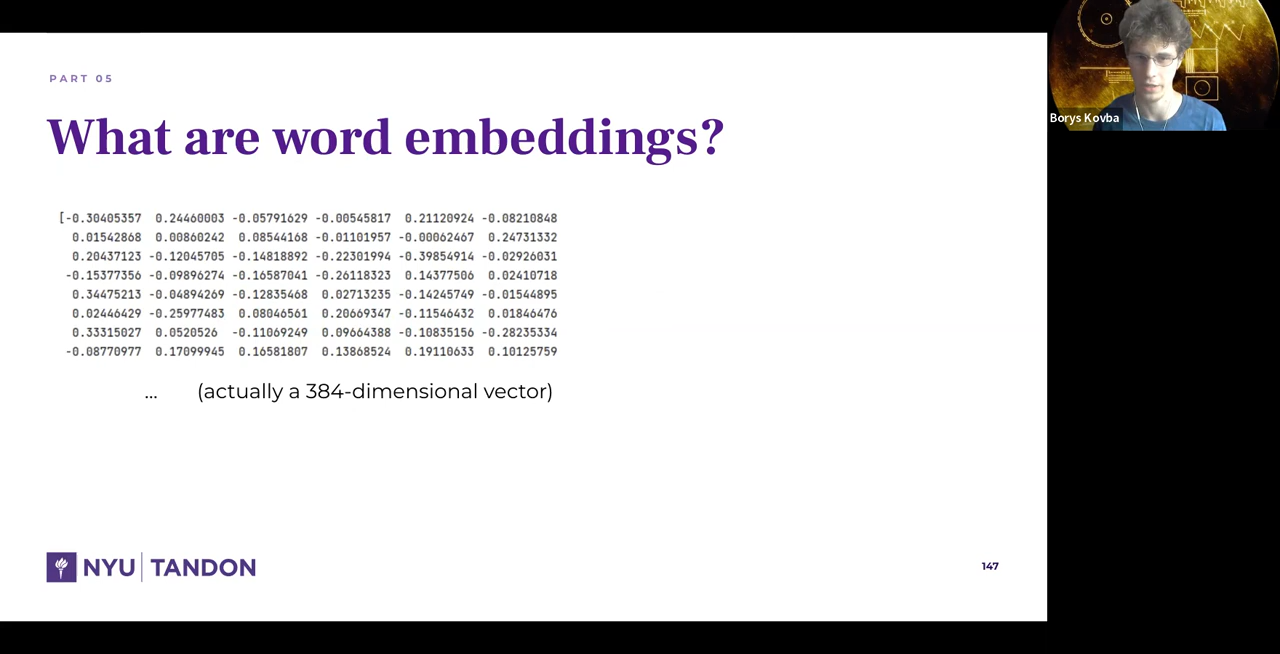 PART 05
What are word embeddings?
[-0.30405357 0.24460003 -0.05791629 -0.00545817 0.21120924 -0.08210848
0.01542868 0.00860242 0.08544168 -0.01101957 -0.00062467 0.24731332
0.20437123 -0.12045705 -0.14818892 -0.22301994 -0.39854914 -0.02926031
-0.15377356 -0.09896274 -0.16587041 -0.26118323 0.14377506 0.02410718
0.34475213 -0.04894269 -0.12835468 0.02713235 -0.14245749 -0.01544895
0.02446429 -0.25977483 0.08046561 0.20669347 -0.11546432 0.01846476
0.33315027 0.0520526 -0.11069249 0.09664388 -0.10835156 -0.28235334
-0.08770977 0.17099945 0.16581807 0.13868524 0.19110633 0.10125759
... (actually a 384-dimensional vector)
NYU | TANDON
147
Borys Kovba